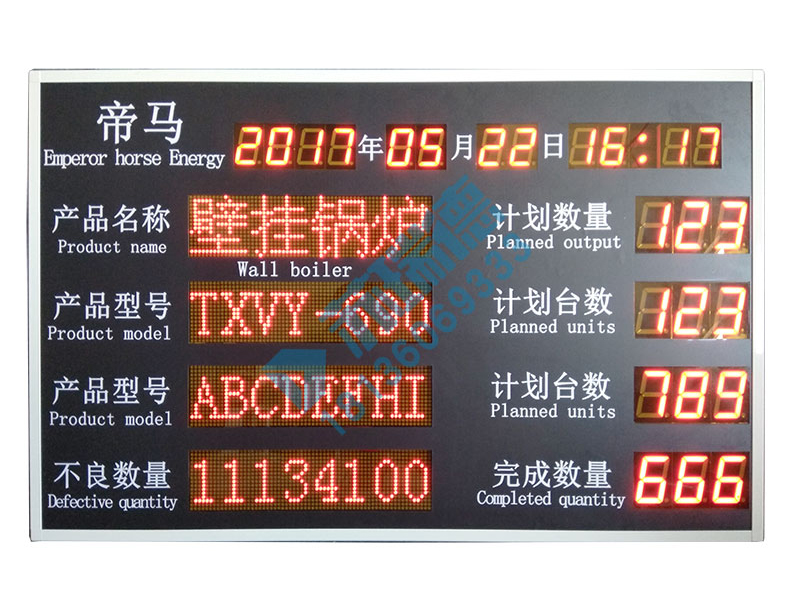 帝马
Emperor horse Energy
2017年05月22日 16:17
产品名称 壁挂锅炉 计划数量 123
Product name Wall boiler Planned output
产品型号 TXVY-690 计划台数 123
Product model Planned units
产品型号 ABCDEFHI 计划台数 789
Product model Planned units
不良数量 11134100 完成数量 666
Defective quantity Completed quantity